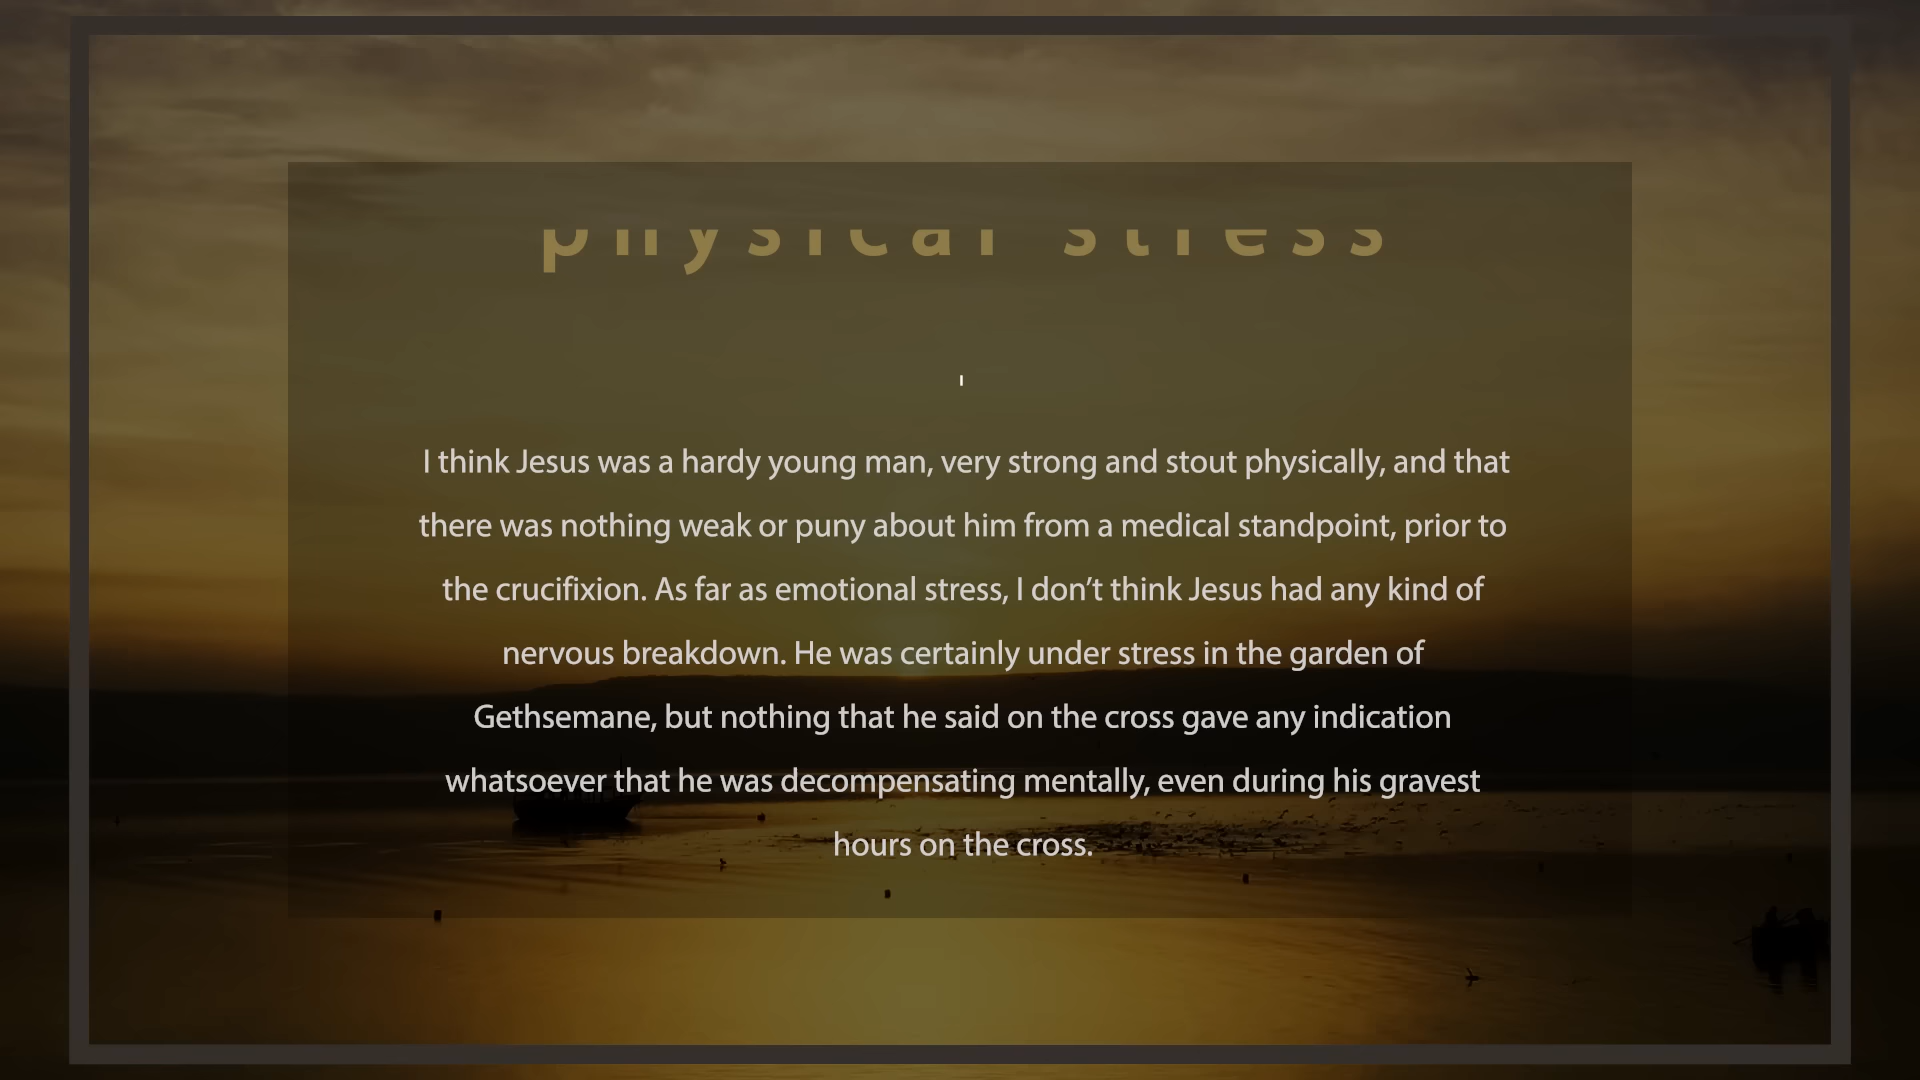 physical stress
I think Jesus was a hardy young man, very strong and stout physically, and that
there was nothing weak or puny about him from a medical standpoint, prior to
the crucifixion. As far as emotional stress, I don’t think Jesus had any kind of
nervous breakdown. He was certainly under stress in the garden of
Gethsemane, but nothing that he said on the cross gave any indication
whatsoever that he was decompensating mentally, even during his gravest
hours on the cross.